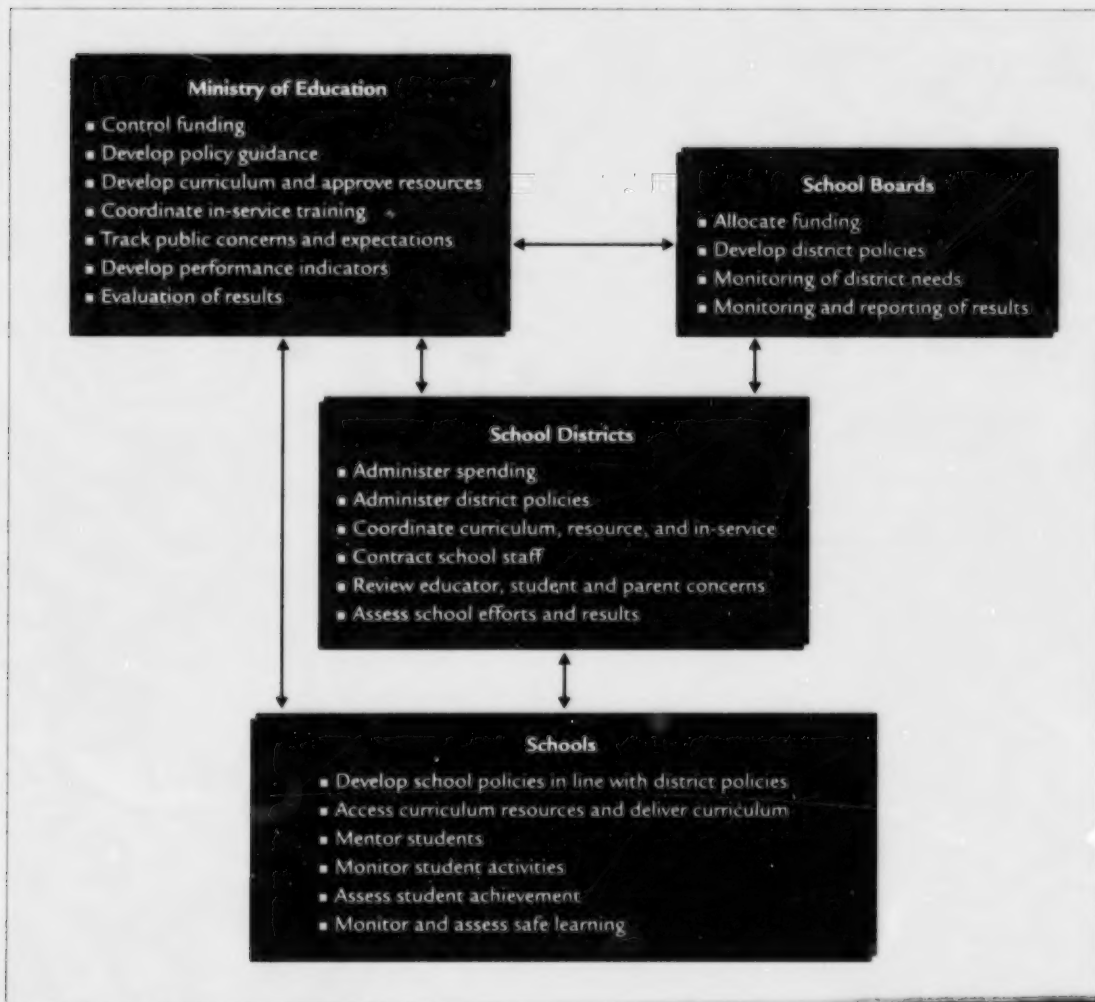 Ministry of Education
▪ Control funding
▪ Develop policy guidance
▪ Develop curriculum and approve resources
▪ Coordinate in-service training
▪ Track public concerns and expectations
▪ Develop performance indicators
▪ Evaluation of results
School Boards
▪ Allocate funding
▪ Develop district policies
▪ Monitoring of district needs
▪ Monitoring and reporting of results
School Districts
▪ Administer spending
▪ Administer district policies
▪ Coordinate curriculum, resource, and in-service
▪ Contract school staff
▪ Review educator, student and parent concerns
▪ Assess school efforts and results
Schools
▪ Develop school policies in line with district policies
▪ Access curriculum resources and deliver curriculum
▪ Mentor students
▪ Monitor student activities
▪ Assess student achievement
▪ Monitor and assess safe learning